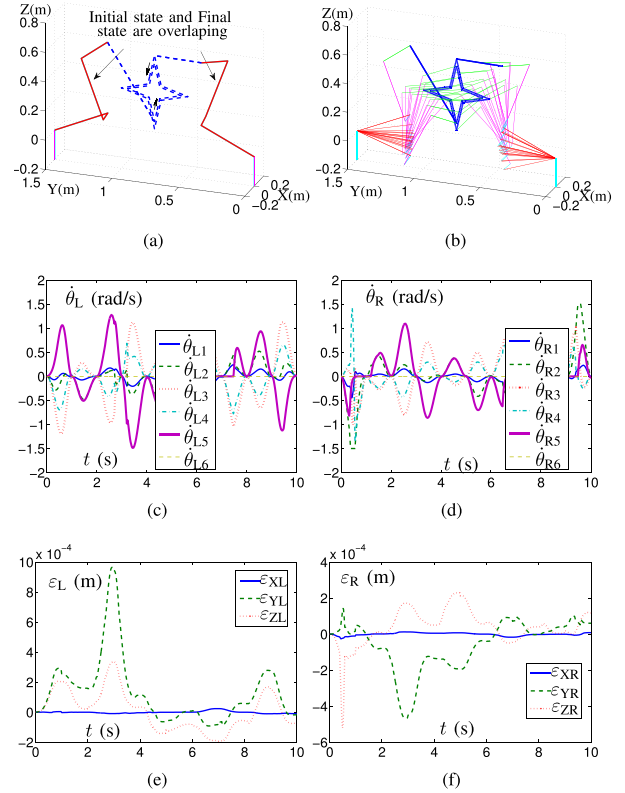 Z(m)
0.8
0.6
0.4
0.2
0
−0.2
1.5
Y(m)
1
0.5
0
0.2
0
−0.2
X(m)
Initial state and Final
state are overlaping
(a)
Z(m)
0.8
0.6
0.4
0.2
0
−0.2
1.5
Y(m)
1
0.5
0
0.2
0
−0.2
X(m)
(b)
2
1.5
1
0.5
0
−0.5
−1
−1.5
−2
θ̇L (rad/s)
θ̇L1
θ̇L2
θ̇L3
θ̇L4
θ̇L5
θ̇L6
t (s)
0 2 4 6 8 10
(c)
2
1.5
1
0.5
0
−0.5
−1
−1.5
−2
θ̇R (rad/s)
θ̇R1
θ̇R2
θ̇R3
θ̇R4
θ̇R5
θ̇R6
t (s)
0 2 4 6 8 10
(d)
x 10⁻⁴
10
8
6
4
2
0
−2
εL (m)
εXL
εYL
εZL
t (s)
0 2 4 6 8 10
(e)
x 10⁻⁴
4
2
0
−2
−4
−6
εR (m)
εXR
εYR
εZR
t (s)
0 2 4 6 8 10
(f)